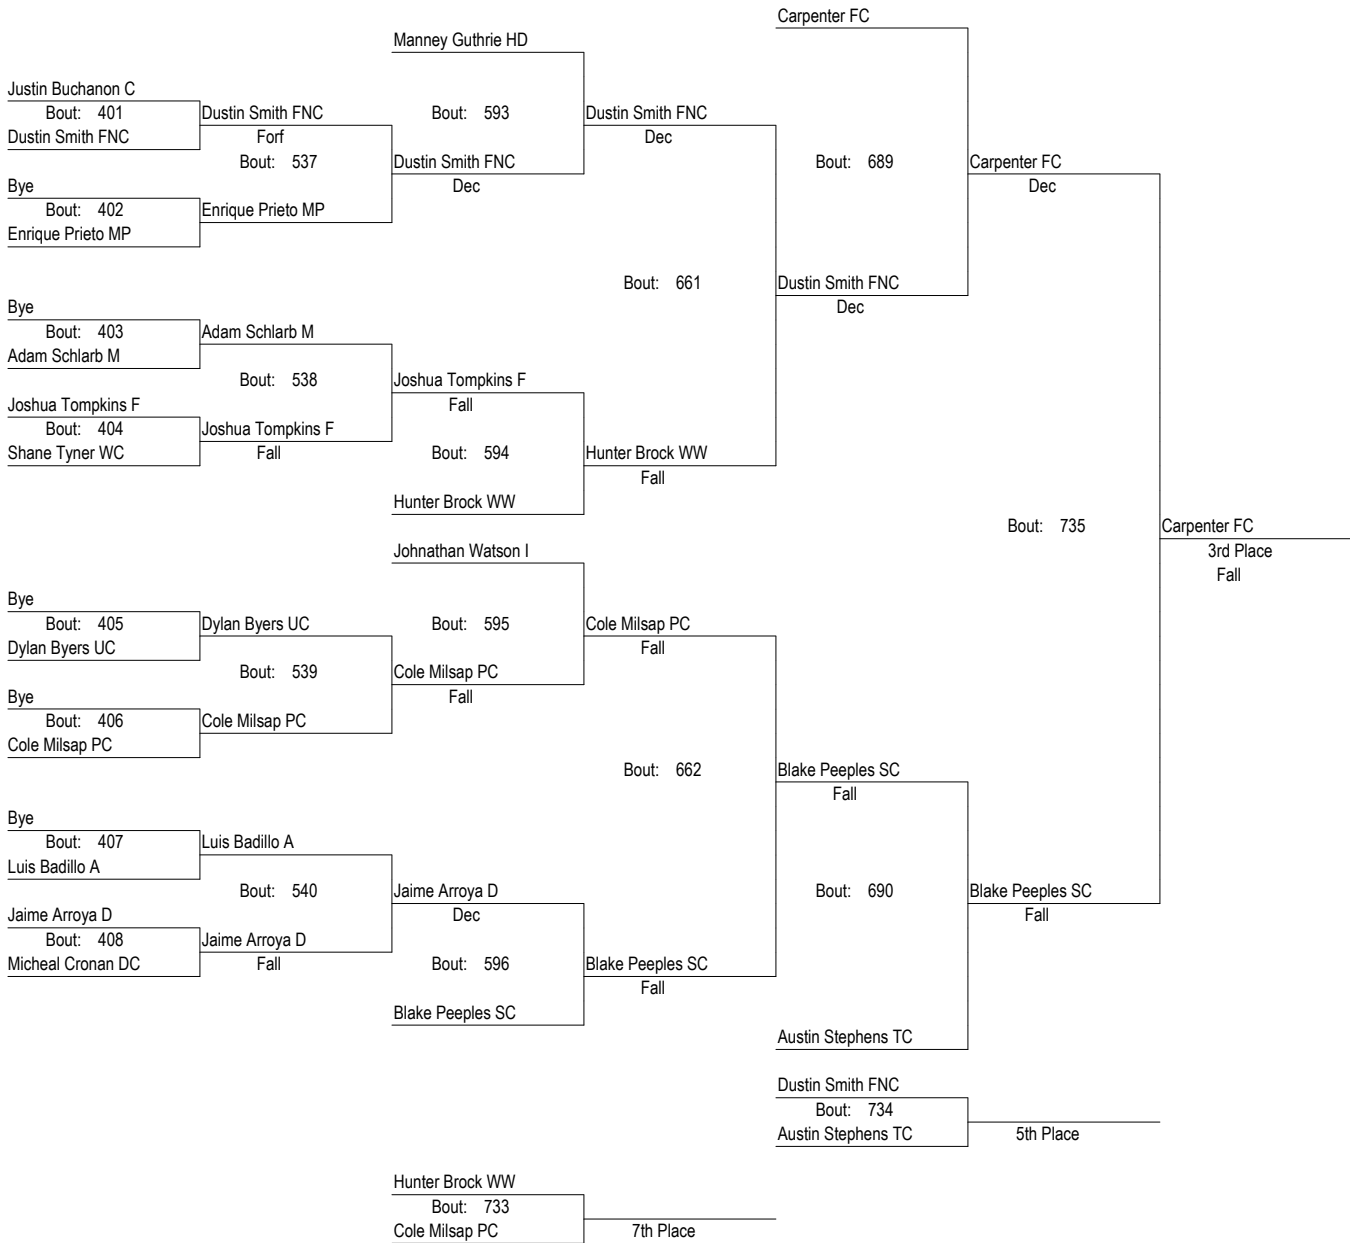 Carpenter FC
Manney Guthrie HD
Justin Buchanon C
Bout: 401
Dustin Smith FNC
Bout: 593
Dustin Smith FNC
Dustin Smith FNC
Forf
Dec
Bout: 537
Dustin Smith FNC
Bout: 689
Carpenter FC
Bye
Dec
Dec
Bout: 402
Enrique Prieto MP
Enrique Prieto MP
Bout: 661
Dustin Smith FNC
Bye
Dec
Bout: 403
Adam Schlarb M
Adam Schlarb M
Bout: 538
Joshua Tompkins F
Joshua Tompkins F
Fall
Bout: 404
Joshua Tompkins F
Shane Tyner WC
Fall
Bout: 594
Hunter Brock WW
Fall
Hunter Brock WW
Bout: 735
Carpenter FC
Johnathan Watson I
3rd Place
Fall
Bye
Bout: 405
Dylan Byers UC
Bout: 595
Cole Milsap PC
Dylan Byers UC
Fall
Bout: 539
Cole Milsap PC
Bye
Fall
Bout: 406
Cole Milsap PC
Cole Milsap PC
Bout: 662
Blake Peeples SC
Fall
Bye
Bout: 407
Luis Badillo A
Luis Badillo A
Bout: 540
Jaime Arroya D
Bout: 690
Blake Peeples SC
Jaime Arroya D
Dec
Fall
Bout: 408
Jaime Arroya D
Micheal Cronan DC
Fall
Bout: 596
Blake Peeples SC
Fall
Blake Peeples SC
Austin Stephens TC
Dustin Smith FNC
Bout: 734
Austin Stephens TC
5th Place
Hunter Brock WW
Bout: 733
Cole Milsap PC
7th Place